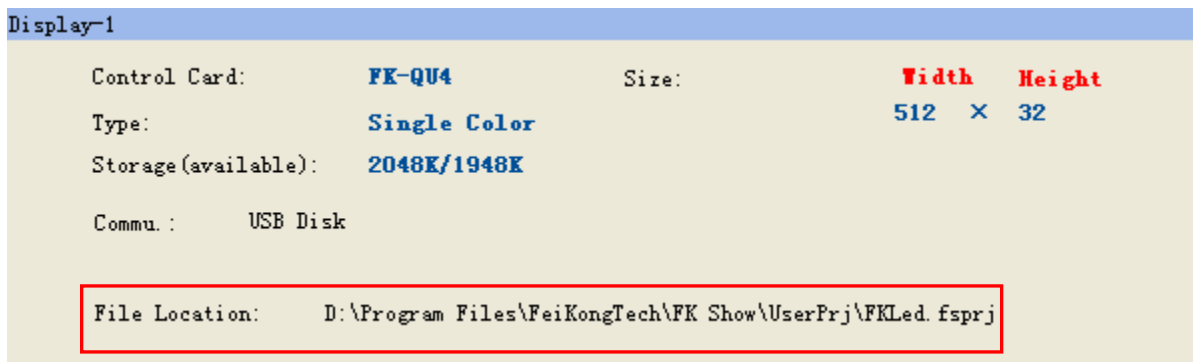 Display-1
Control Card: FK-QU4 Size: Width Height
Type: Single Color 512 × 32
Storage(available): 2048K/1948K
Commu.: USB Disk
File Location: D:\Program Files\FeiKongTech\FK Show\UserPrj\FKLed.fsprj